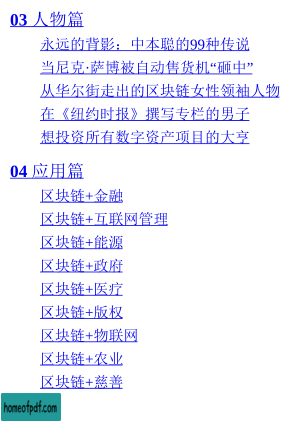 03 人物篇
永远的背影：中本聪的99种传说
当尼克·萨博被自动售货机“砸中”
从华尔街走出的区块链女性领袖人物
在《纽约时报》撰写专栏的男子
想投资所有数字资产项目的大亨
04 应用篇
区块链+金融
区块链+互联网管理
区块链+能源
区块链+政府
区块链+医疗
区块链+版权
区块链+物联网
区块链+农业
区块链+慈善
homeofpdf.com